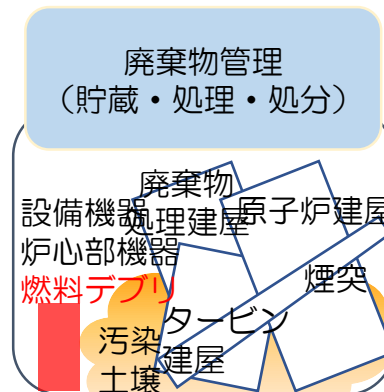 廃棄物管理
（貯蔵・処理・処分）
廃棄物
処理建屋
原子炉建屋
設備機器
炉心部機器
燃料デブリ
煙突
タービン
建屋
汚染
土壌